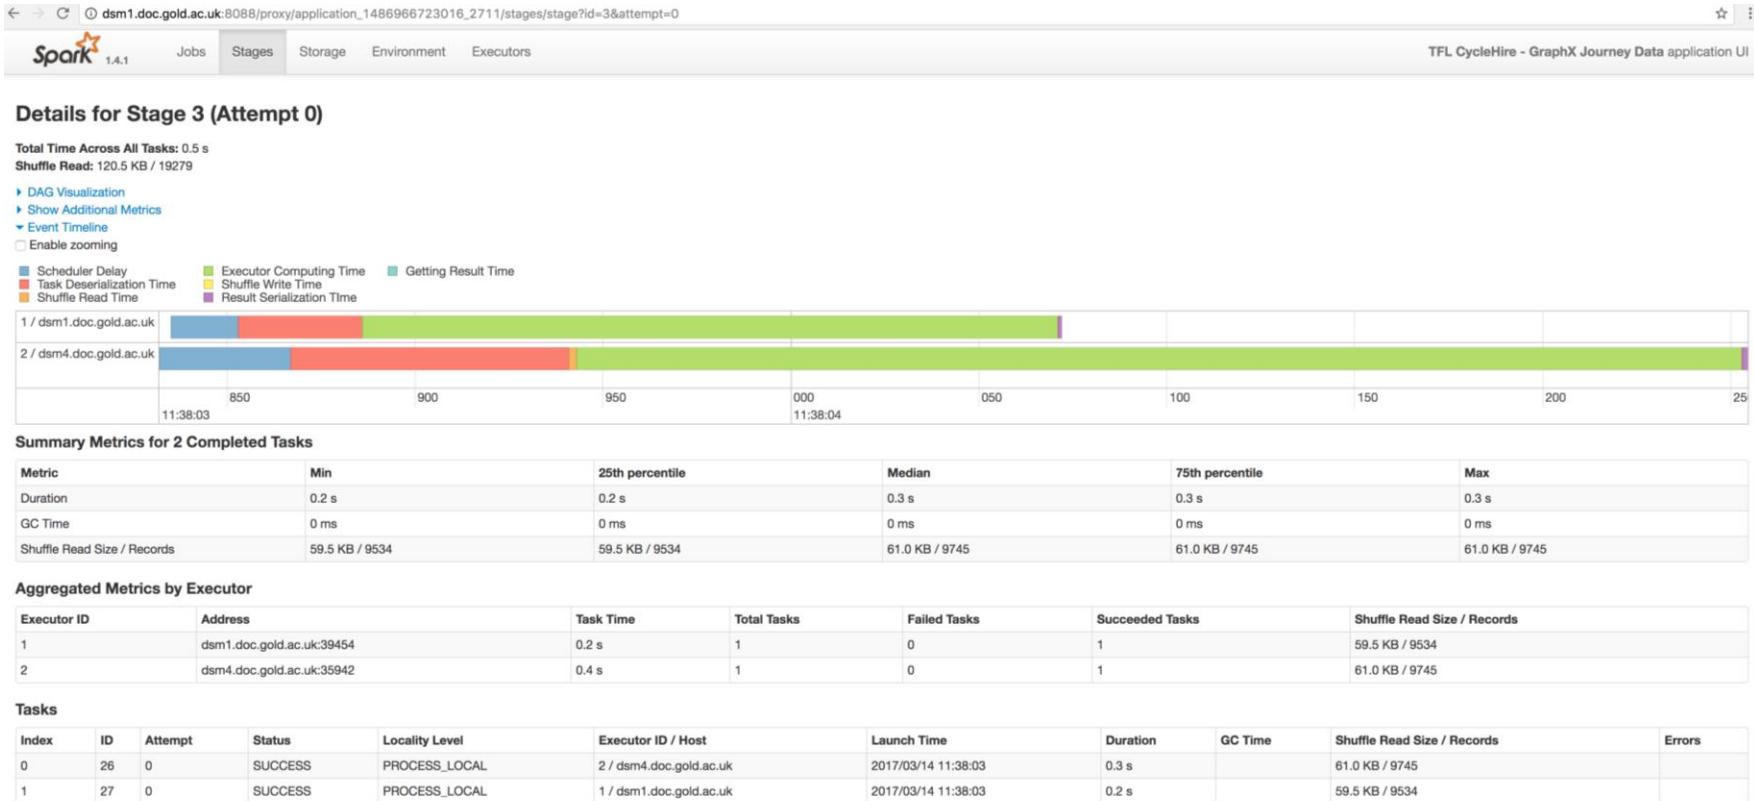 dsm1.doc.gold.ac.uk:8088/proxy/application_1486966723016_2711/stages/stage?id=3&attempt=0
Spark 1.4.1 Jobs Stages Storage Environment Executors TFL CycleHire - GraphX Journey Data application UI
Details for Stage 3 (Attempt 0)
Total Time Across All Tasks: 0.5 s
Shuffle Read: 120.5 KB / 19279
DAG Visualization
Show Additional Metrics
Event Timeline
Enable zooming
Scheduler Delay Executor Computing Time Getting Result Time
Task Deserialization Time Shuffle Write Time
Shuffle Read Time Result Serialization TIme
1 / dsm1.doc.gold.ac.uk
2 / dsm4.doc.gold.ac.uk
850 900 950 000 050 100 150 200 25
11:38:03 11:38:04
Summary Metrics for 2 Completed Tasks
Metric Min 25th percentile Median 75th percentile Max
Duration 0.2 s 0.2 s 0.3 s 0.3 s 0.3 s
GC Time 0 ms 0 ms 0 ms 0 ms 0 ms
Shuffle Read Size / Records 59.5 KB / 9534 59.5 KB / 9534 61.0 KB / 9745 61.0 KB / 9745 61.0 KB / 9745
Aggregated Metrics by Executor
Executor ID Address Task Time Total Tasks Failed Tasks Succeeded Tasks Shuffle Read Size / Records
1 dsm1.doc.gold.ac.uk:39454 0.2 s 1 0 1 59.5 KB / 9534
2 dsm4.doc.gold.ac.uk:35942 0.4 s 1 0 1 61.0 KB / 9745
Tasks
Index ID Attempt Status Locality Level Executor ID / Host Launch Time Duration GC Time Shuffle Read Size / Records Errors
0 26 0 SUCCESS PROCESS_LOCAL 2 / dsm4.doc.gold.ac.uk 2017/03/14 11:38:03 0.3 s 61.0 KB / 9745
1 27 0 SUCCESS PROCESS_LOCAL 1 / dsm1.doc.gold.ac.uk 2017/03/14 11:38:03 0.2 s 59.5 KB / 9534